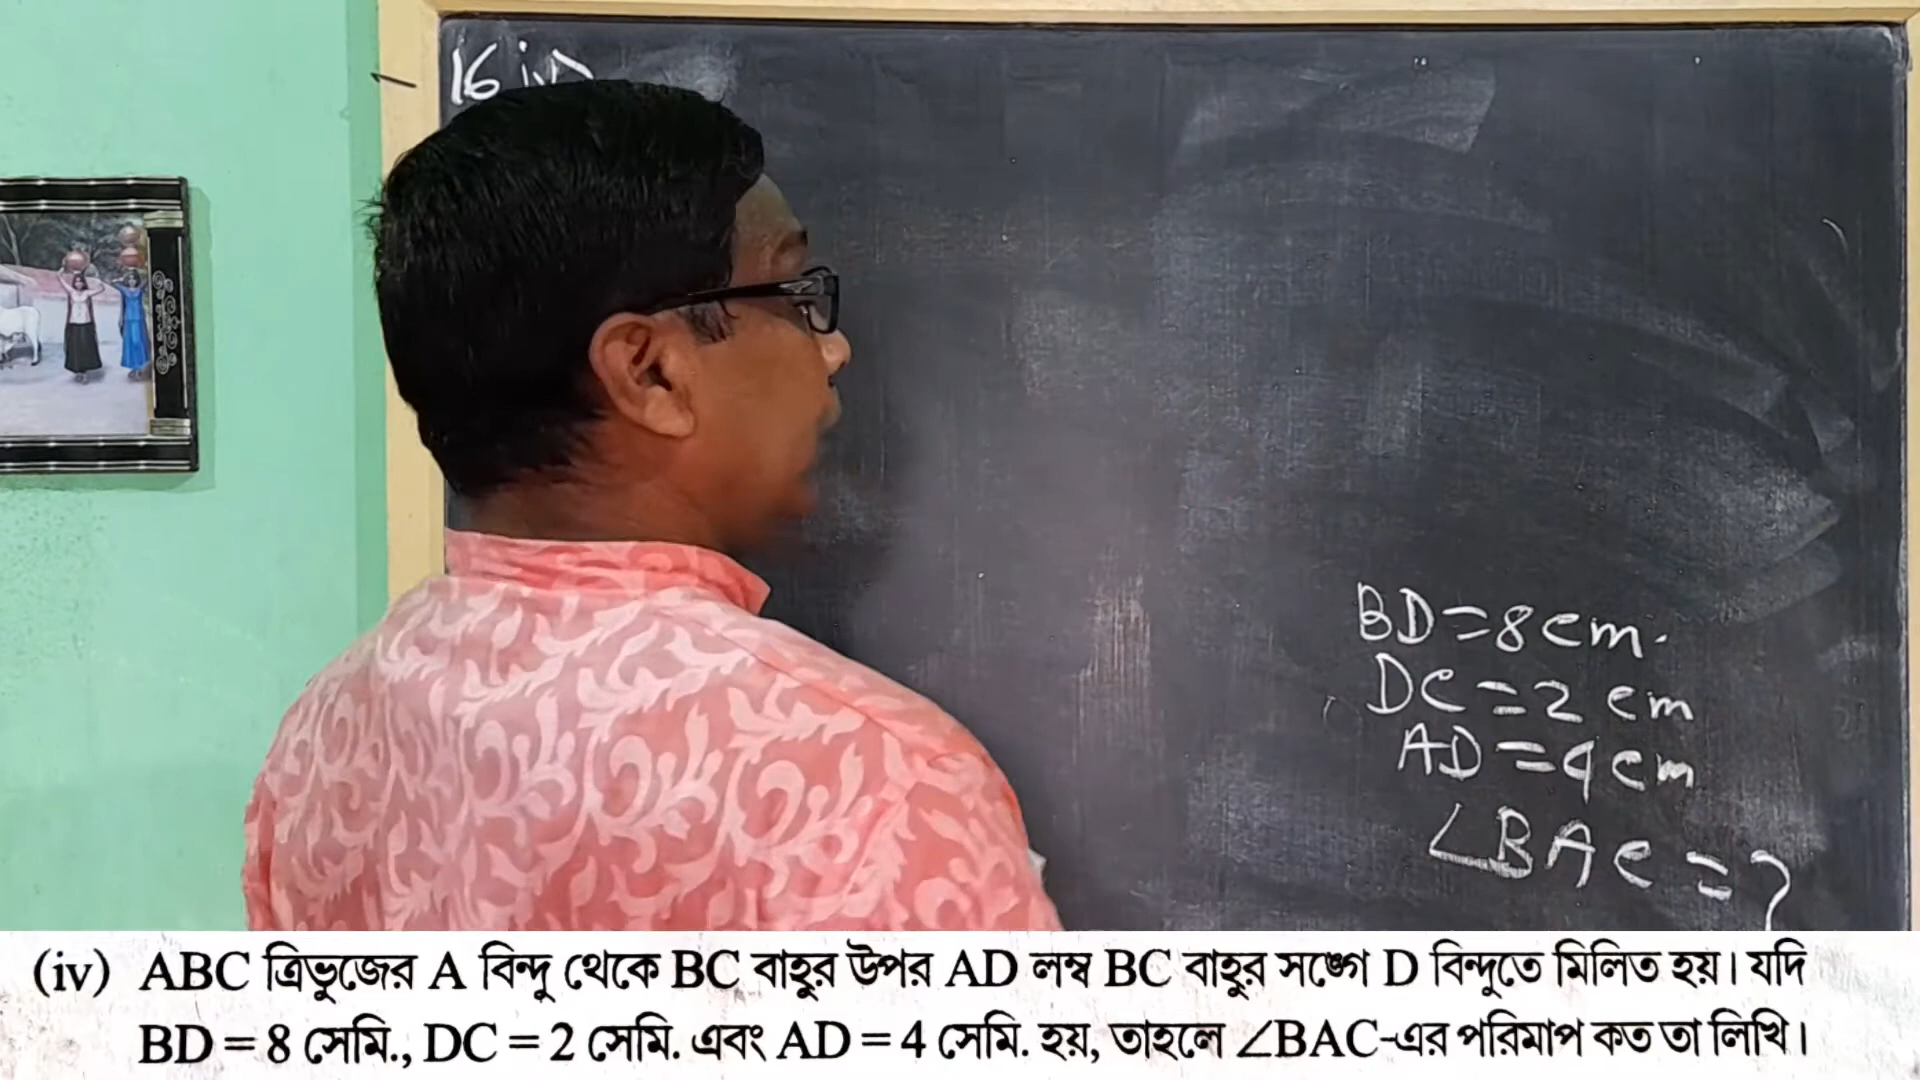 16 iv)
BD=8cm.
DC=2cm
AD=4cm
∠BAC=?
(iv) ABC ত্রিভুজের A বিন্দু থেকে BC বাহুর উপর AD লম্ব BC বাহুর সঙ্গে D বিন্দুতে মিলিত হয়। যদি
BD = 8 সেমি., DC = 2 সেমি. এবং AD = 4 সেমি. হয়, তাহলে ∠BAC-এর পরিমাপ কত তা লিখি।